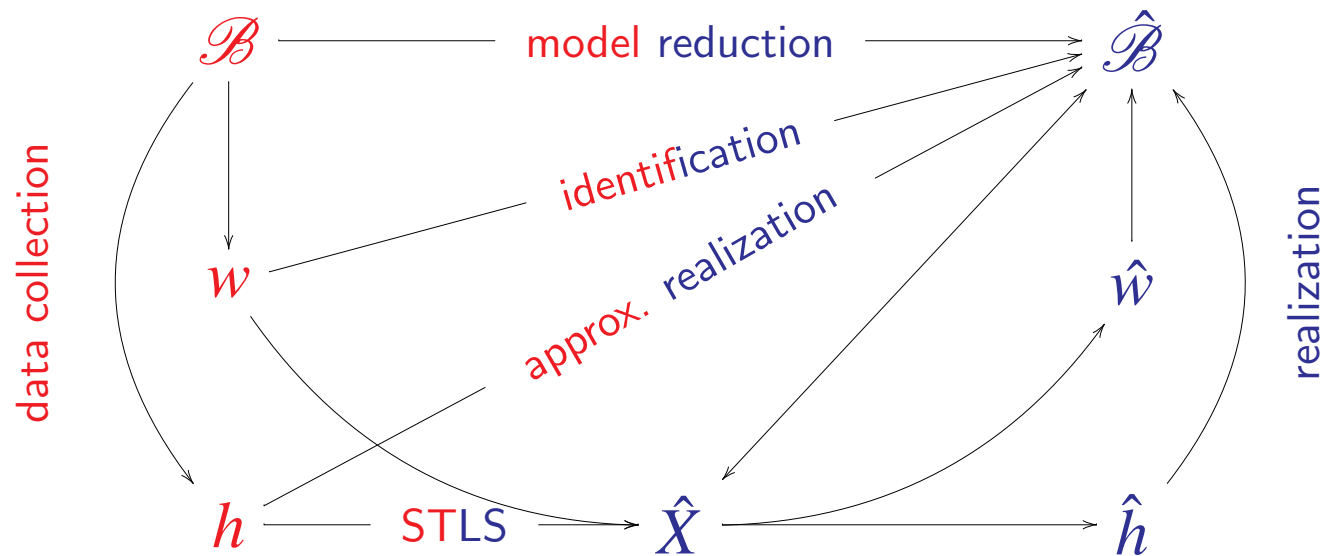 ℬ model reduction ℬ̂
identification
data collection
approx. realization
realization
w ŵ
h STLS X̂ ĥ